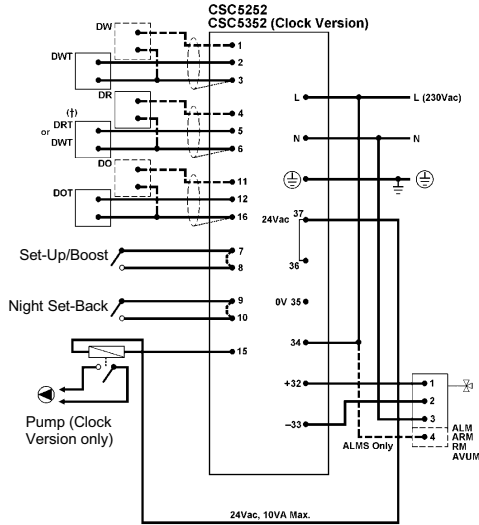 CSC5252
CSC5352 (Clock Version)
DW
DWT
1
2
3
L
L (230Vac)
DR
(†)
DRT
or
DWT
4
5
6
N
N
DO
DOT
11
12
16
24Vac
37
36
Set-Up/Boost
7
8
Night Set-Back
9
10
0V 35
15
34
Pump (Clock
Version only)
+32
–33
1
2
3
4
ALMS Only
ALM
ARM
RM
AVUM
24Vac, 10VA Max.